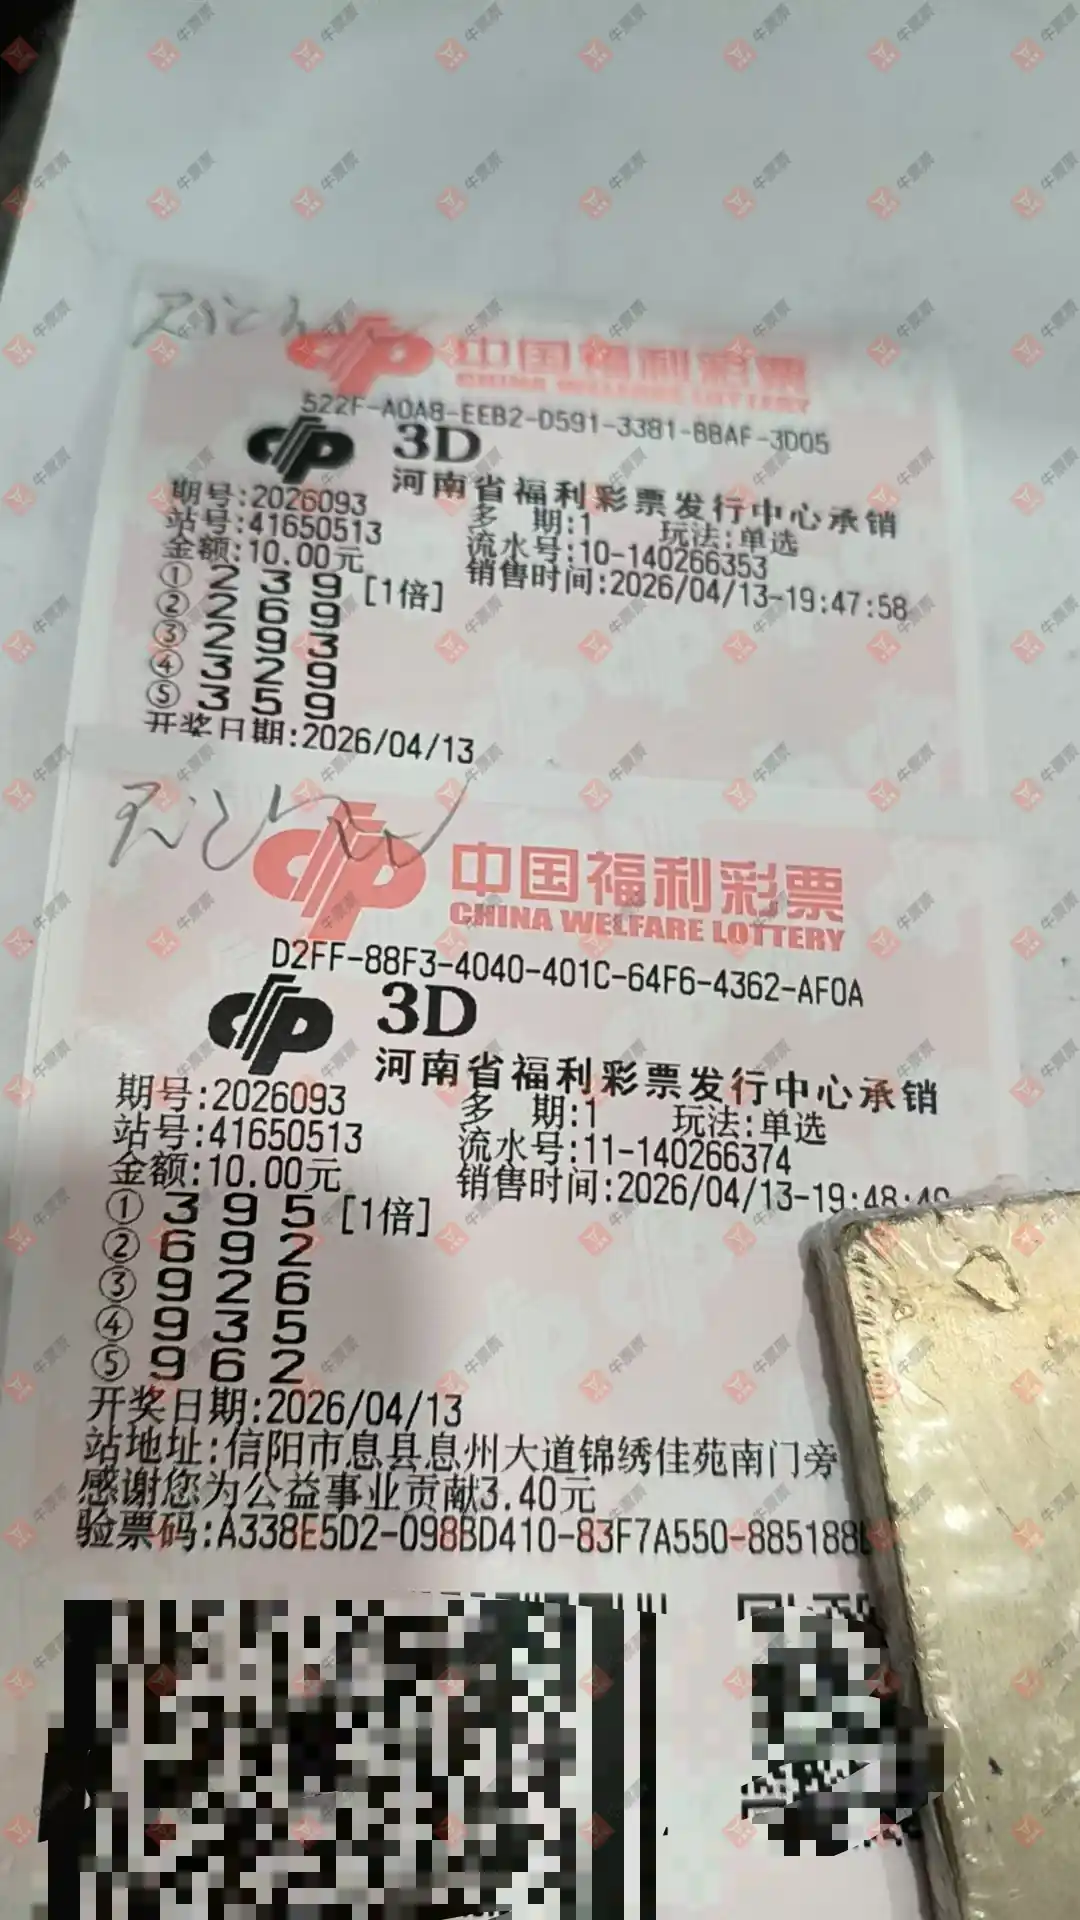 中国福利彩票
CHINA WELFARE LOTTERY
522F-A0A8-EEB2-D591-3381-8BAF-3D05
3D
河南省福利彩票发行中心承销
期号:2026093 多 期:1 玩法:单选
站号:41650513 流水号:10-140266353
金额:10.00元 销售时间:2026/04/13-19:47:58
① 2 3 9 [1倍]
② 2 6 9
③ 2 9 3
④ 3 2 9
⑤ 3 5 9
开奖日期:2026/04/13
中国福利彩票
CHINA WELFARE LOTTERY
D2FF-88F3-4040-401C-64F6-4362-AF0A
3D
河南省福利彩票发行中心承销
期号:2026093 多 期:1 玩法:单选
站号:41650513 流水号:11-140266374
金额:10.00元 销售时间:2026/04/13-19:48:
① 3 9 5 [1倍]
② 6 9 2
③ 9 2 6
④ 9 3 5
⑤ 9 6 2
开奖日期:2026/04/13
站地址:信阳市息县息州大道锦绣佳苑南门旁
感谢您为公益事业贡献3.40元
验票码:A338E5D2-098BD410-83F7A550-885188
牛票票